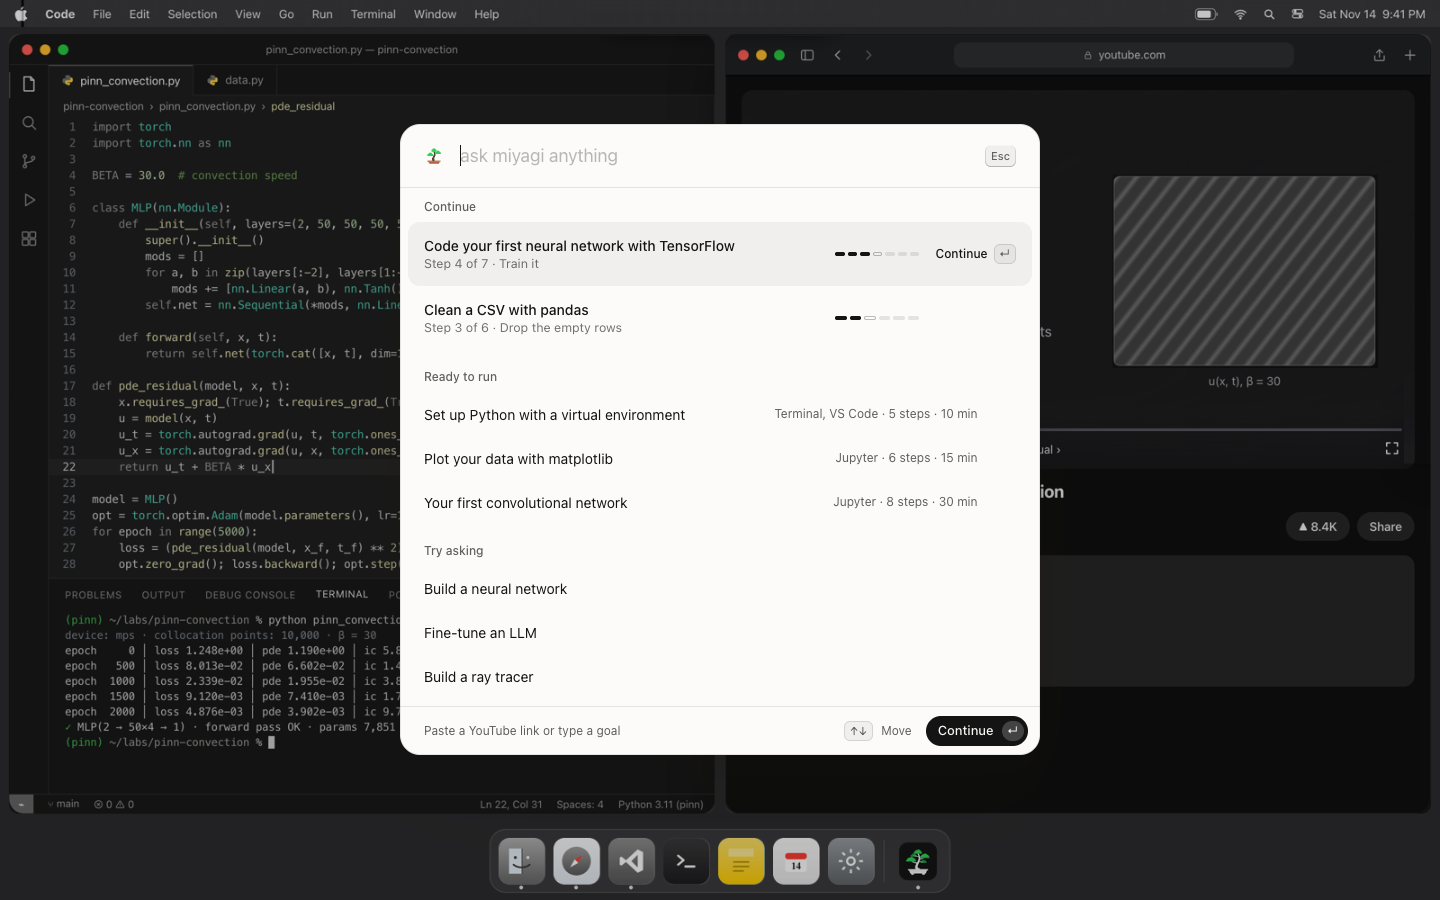 Code File Edit Selection View Go Run Terminal Window Help
Sat Nov 14 9:41 PM
pinn_convection.py — pinn-convection
pinn_convection.py
data.py
pinn-convection › pinn_convection.py › pde_residual
1 import torch
2 import torch.nn as nn
3
4 BETA = 30.0 # convection speed
5
6 class MLP(nn.Module):
7 def __init__(self, layers=(2, 50, 50, 50, 5
8 super().__init__()
9 mods = []
10 for a, b in zip(layers[:-2], layers[1:-
11 mods += [nn.Linear(a, b), nn.Tanh()
12 self.net = nn.Sequential(*mods, nn.Line
13
14 def forward(self, x, t):
15 return self.net(torch.cat([x, t], dim=1
16
17 def pde_residual(model, x, t):
18 x.requires_grad_(True); t.requires_grad_(Tr
19 u = model(x, t)
20 u_t = torch.autograd.grad(u, t, torch.ones_
21 u_x = torch.autograd.grad(u, x, torch.ones_
22 return u_t + BETA * u_x
23
24 model = MLP()
25 opt = torch.optim.Adam(model.parameters(), lr=1
26 for epoch in range(5000):
27 loss = (pde_residual(model, x_f, t_f) ** 2)
28 opt.zero_grad(); loss.backward(); opt.step(
PROBLEMS OUTPUT DEBUG CONSOLE TERMINAL PO
(pinn) ~/labs/pinn-convection % python pinn_convectio
device: mps · collocation points: 10,000 · β = 30
epoch 0 | loss 1.248e+00 | pde 1.190e+00 | ic 5.8
epoch 500 | loss 8.013e-02 | pde 6.602e-02 | ic 1.4
epoch 1000 | loss 2.339e-02 | pde 1.955e-02 | ic 3.8
epoch 1500 | loss 9.120e-03 | pde 7.410e-03 | ic 1.7
epoch 2000 | loss 4.876e-03 | pde 3.902e-03 | ic 9.7
✓ MLP(2 → 50×4 → 1) · forward pass OK · params 7,851
(pinn) ~/labs/pinn-convection %
main 0 0
Ln 22, Col 31 Spaces: 4 Python 3.11 (pinn)
ask miyagi anything
Esc
Continue
Code your first neural network with TensorFlow
Step 4 of 7 · Train it
Continue ↵
Clean a CSV with pandas
Step 3 of 6 · Drop the empty rows
Ready to run
Set up Python with a virtual environment
Terminal, VS Code · 5 steps · 10 min
Plot your data with matplotlib
Jupyter · 6 steps · 15 min
Your first convolutional network
Jupyter · 8 steps · 30 min
Try asking
Build a neural network
Fine-tune an LLM
Build a ray tracer
Paste a YouTube link or type a goal
↑↓ Move
Continue ↵
youtube.com
ts
u(x, t), β = 30
ual ›
ion
▲ 8.4K
Share
14